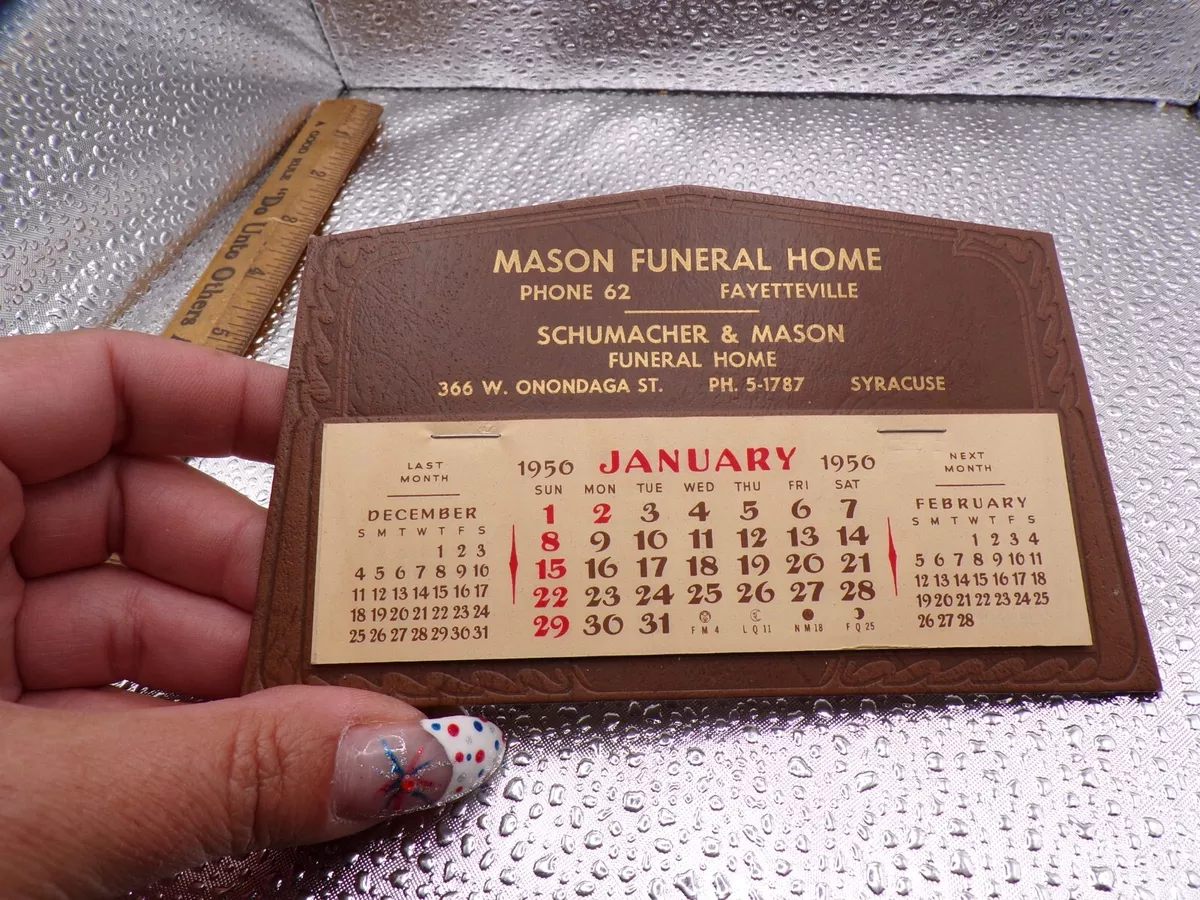 A GOOD RULE
"Do Unto Others
MASON FUNERAL HOME
PHONE 62 FAYETTEVILLE
SCHUMACHER & MASON
FUNERAL HOME
366 W. ONONDAGA ST. PH. 5-1787 SYRACUSE
LAST
MONTH
DECEMBER
S M T W T F S
1 2 3
4 5 6 7 8 9 10
11 12 13 14 15 16 17
18 19 20 21 22 23 24
25 26 27 28 29 30 31
1956 JANUARY 1956
SUN MON TUE WED THU FRI SAT
1 2 3 4 5 6 7
8 9 10 11 12 13 14
15 16 17 18 19 20 21
22 23 24 25 26 27 28
29 30 31
FM 4 LQ 11 NM 18 FQ 25
NEXT
MONTH
FEBRUARY
S M T W T F S
1 2 3 4
5 6 7 8 9 10 11
12 13 14 15 16 17 18
19 20 21 22 23 24 25
26 27 28